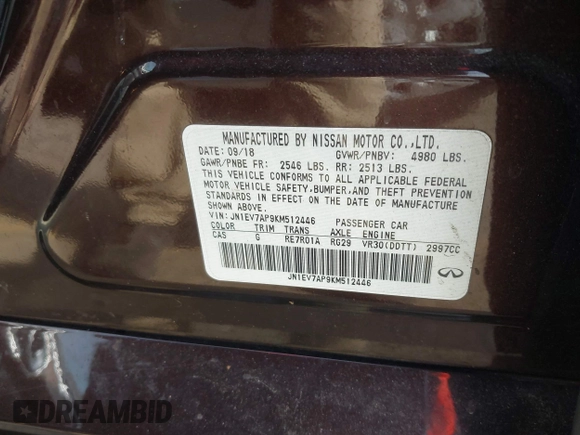 MANUFACTURED BY NISSAN MOTOR CO.,LTD.
DATE: 09/18 GVWR/PNBV: 4980 LBS.
GAWR/PNBE FR: 2546 LBS. RR: 2513 LBS.
THIS VEHICLE CONFORMS TO ALL APPLICABLE FEDERAL
MOTOR VEHICLE SAFETY,BUMPER,AND THEFT PREVENTION
STANDARDS IN EFFECT ON THE DATE OF MANUFACTURE
SHOWN ABOVE.
VIN: JN1EV7AP9KM512446 PASSENGER CAR
COLOR TRIM TRANS AXLE ENGINE
CAS G RE7R01A RG29 VR30(DDTT) 2997CC
JN1EV7AP9KM512446
DREAMBID